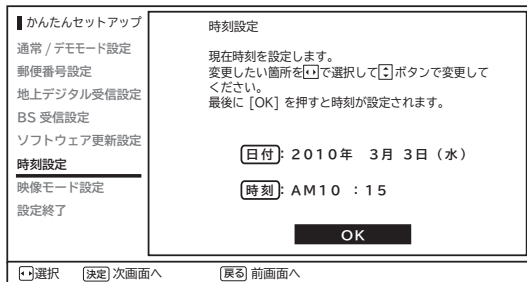 かんたんセットアップ
通常 / デモモード設定
郵便番号設定
地上デジタル受信設定
BS 受信設定
ソフトウェア更新設定
時刻設定
映像モード設定
設定終了
時刻設定
現在時刻を設定します。
変更したい箇所を で選択して ボタンで変更して
ください。
最後に [OK] を押すと時刻が設定されます。
日付: 2010年 3月 3日（水）
時刻: AM10 : 15
OK
選択 決定 次画面へ 戻る 前画面へ